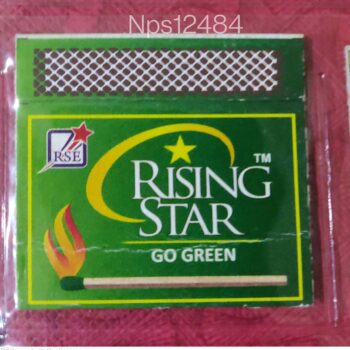 Nps12484
RSE
RISING
TM
STAR
GO GREEN